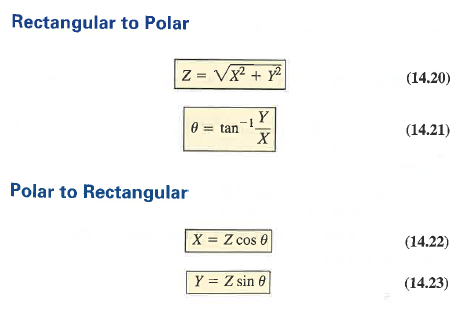 Rectangular to Polar
Z = √X² + Y² (14.20)
θ = tan⁻¹ Y/X (14.21)
Polar to Rectangular
X = Z cos θ (14.22)
Y = Z sin θ (14.23)